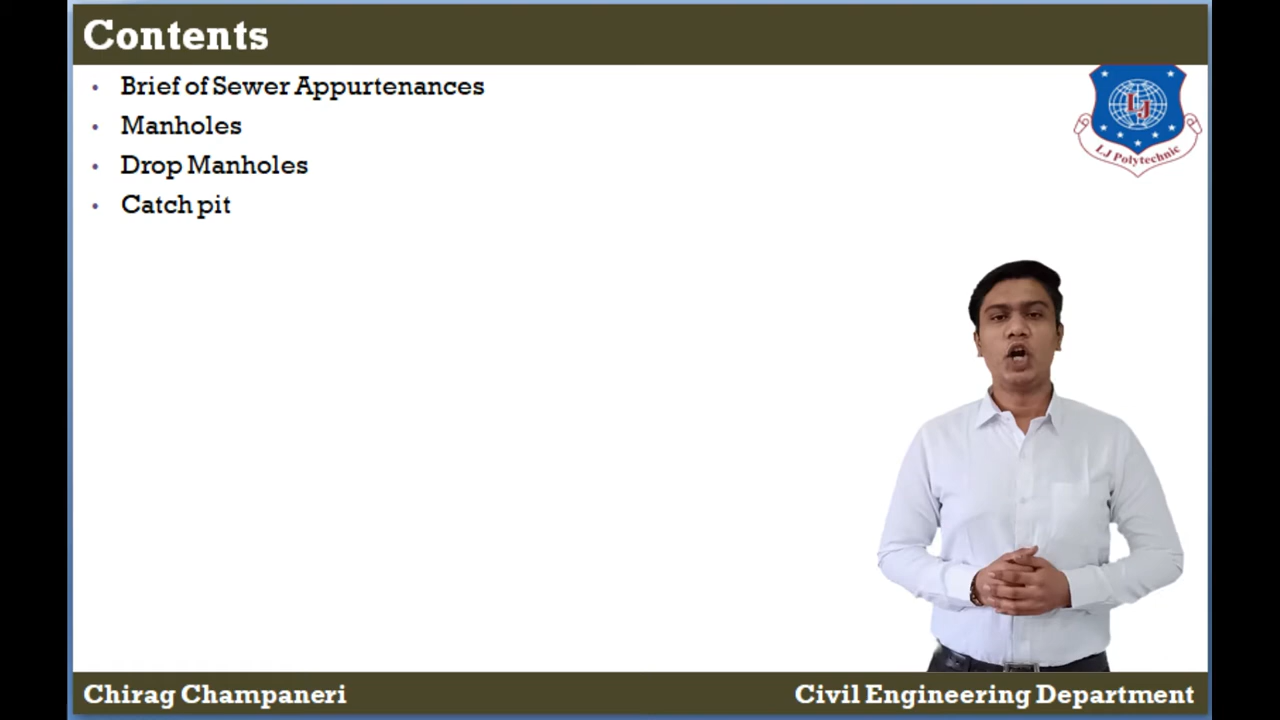 Contents
• Brief of Sewer Appurtenances
• Manholes
• Drop Manholes
• Catch pit
LJ
LJ Polytechnic
Chirag Champaneri
Civil Engineering Department